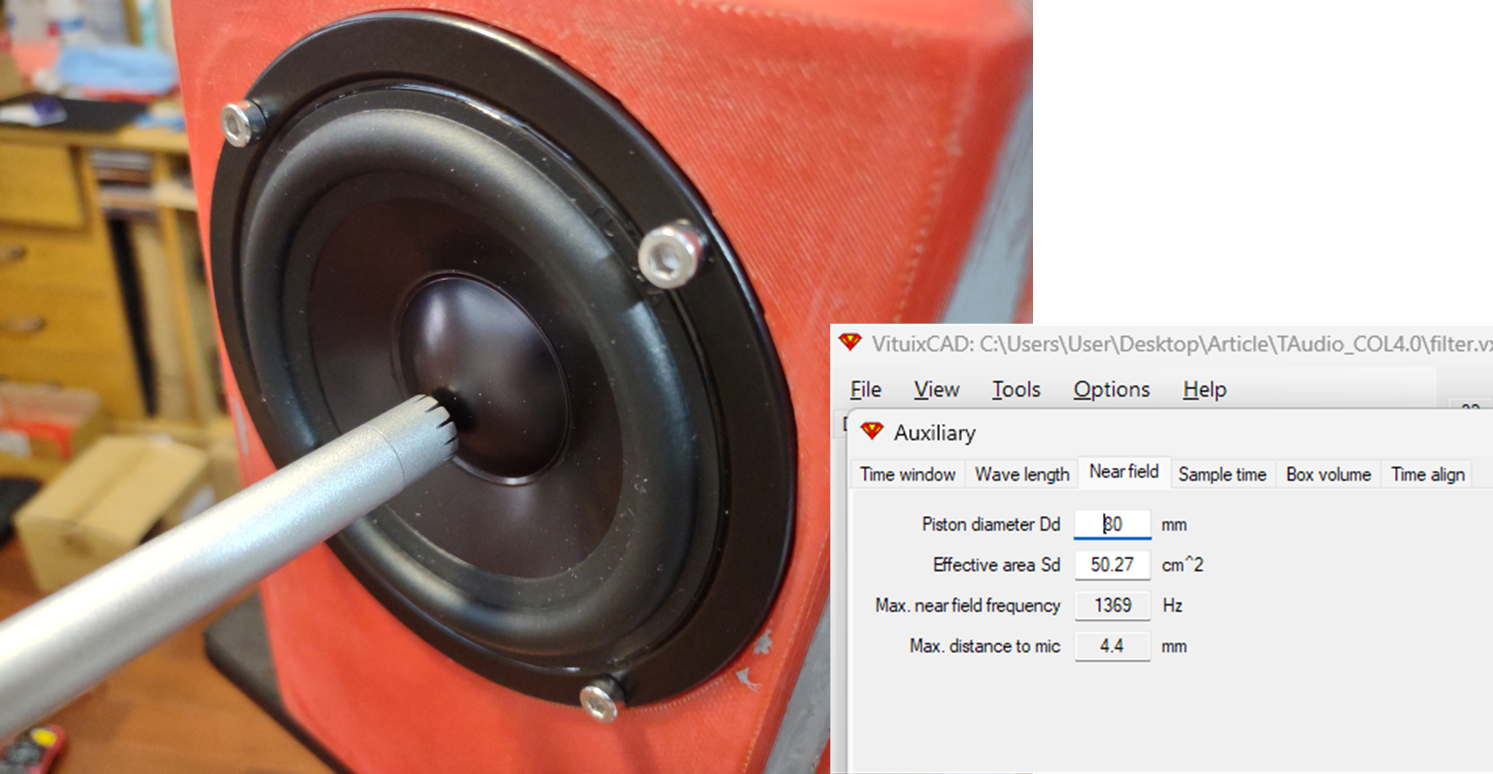 VituixCAD: C:\Users\User\Desktop\Article\TAudio_COL4.0\filter.vx
File View Tools Options Help
Auxiliary
Time window Wave length Near field Sample time Box volume Time align
Piston diameter Dd 80 mm
Effective area Sd 50.27 cm^2
Max. near field frequency 1369 Hz
Max. distance to mic 4.4 mm